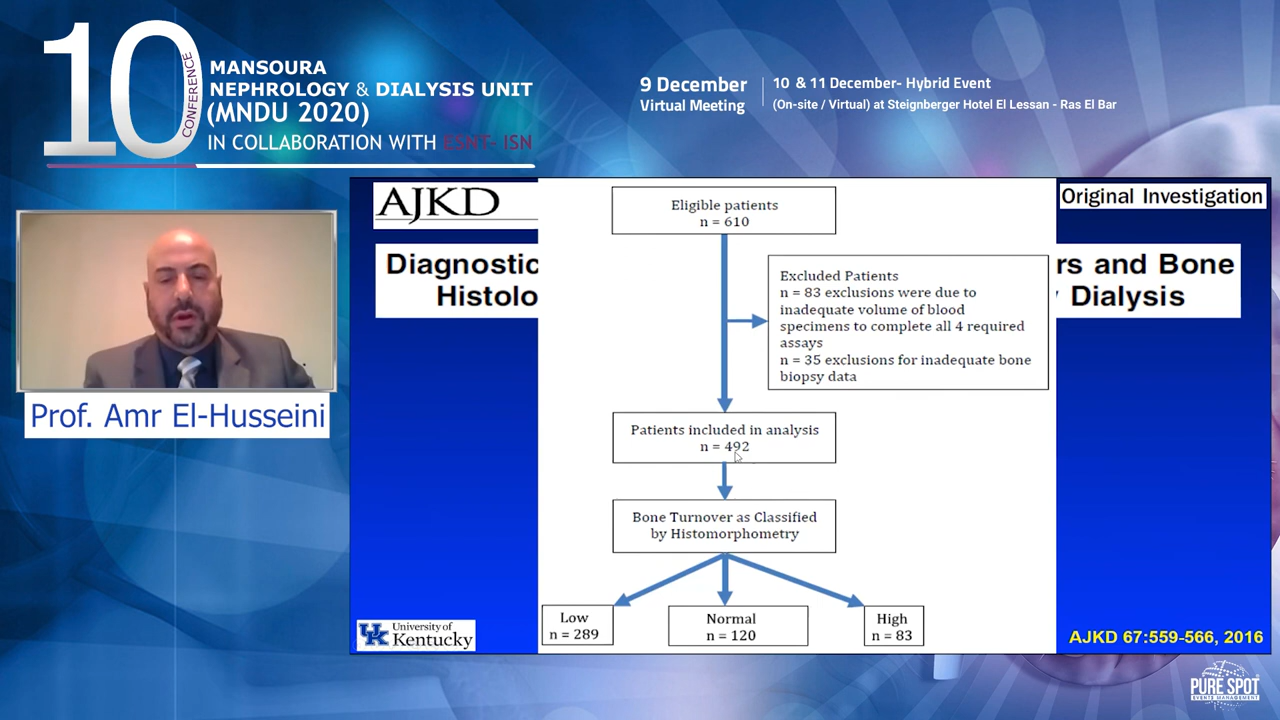 10
CONFERENCE
MANSOURA
NEPHROLOGY & DIALYSIS UNIT
(MNDU 2020)
IN COLLABORATION WITH ESNT- ISN
9 December
Virtual Meeting
10 & 11 December- Hybrid Event
(On-site / Virtual) at Steignberger Hotel El Lessan - Ras El Bar
Prof. Amr El-Husseini
AJKD
Original Investigation
Diagnostic
rs and Bone
Histolo
Dialysis
Eligible patients
n = 610
Excluded Patients
n = 83 exclusions were due to
inadequate volume of blood
specimens to complete all 4 required
assays
n = 35 exclusions for inadequate bone
biopsy data
Patients included in analysis
n = 492
Bone Turnover as Classified
by Histomorphometry
Low
n = 289
Normal
n = 120
High
n = 83
UK University of
Kentucky
AJKD 67:559-566, 2016
PURE SPOT
EVENTS MANAGEMENT